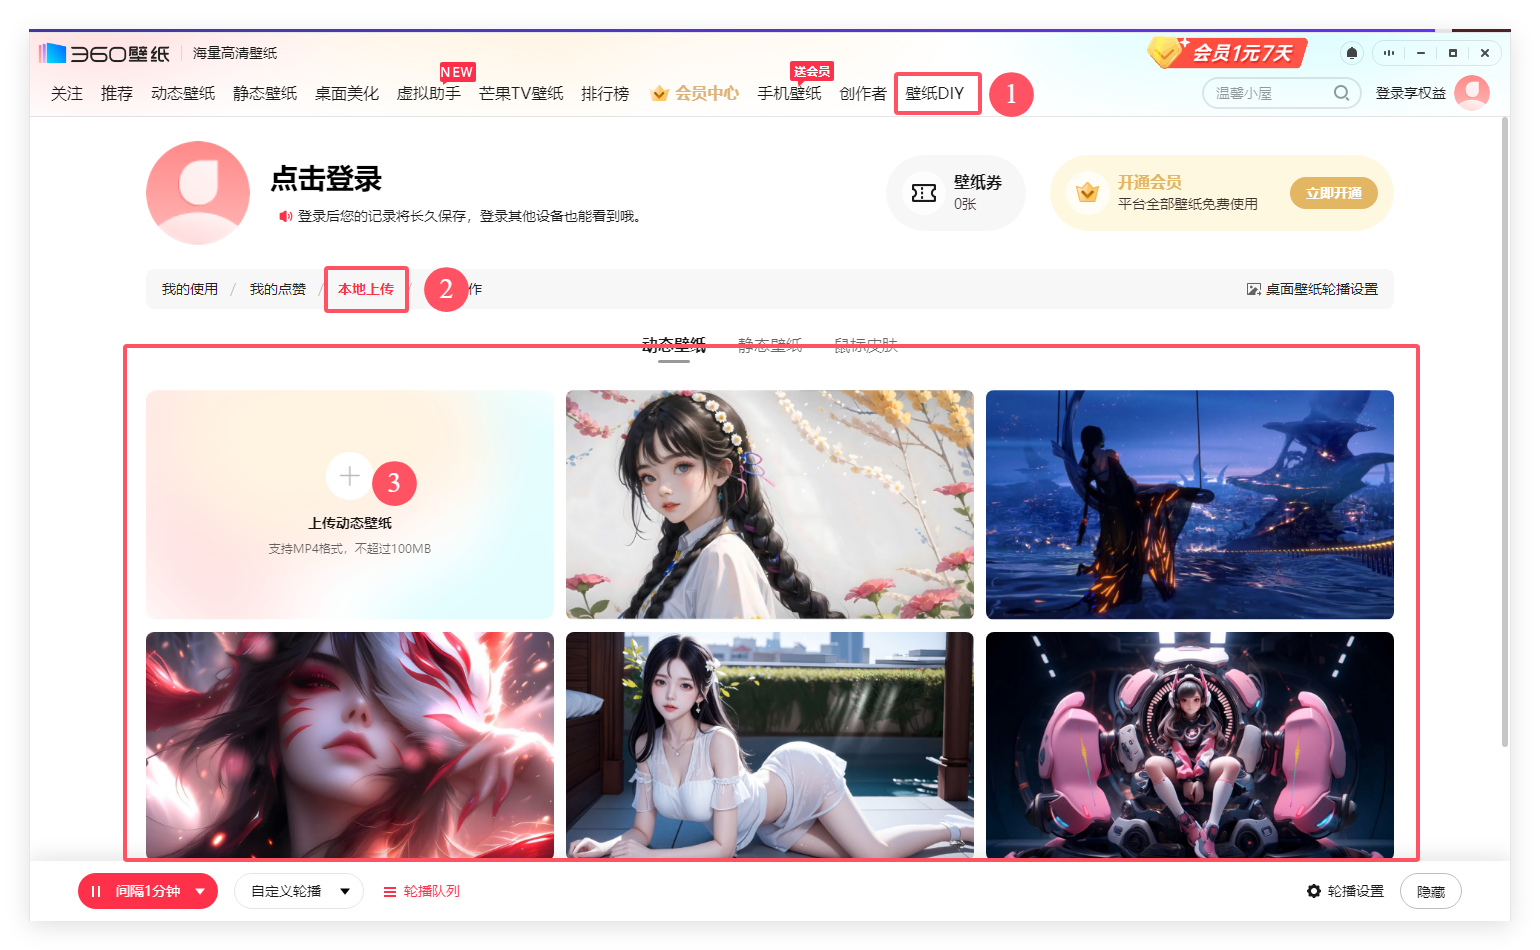 360壁纸 海量高清壁纸 会员1元7天
NEW 送会员
关注 推荐 动态壁纸 静态壁纸 桌面美化 虚拟助手 芒果TV壁纸 排行榜 会员中心 手机壁纸 创作者 壁纸DIY 1 温馨小屋 登录享权益
点击登录
登录后您的记录将长久保存，登录其他设备也能看到哦。
壁纸券
0张
开通会员
平台全部壁纸免费使用
立即开通
我的使用 / 我的点赞 / 本地上传 / 2 作 桌面壁纸轮播设置
动态壁纸 静态壁纸 鼠标皮肤
3
上传动态壁纸
支持MP4格式，不超过100MB
间隔1分钟 自定义轮播 轮播队列 轮播设置 隐藏